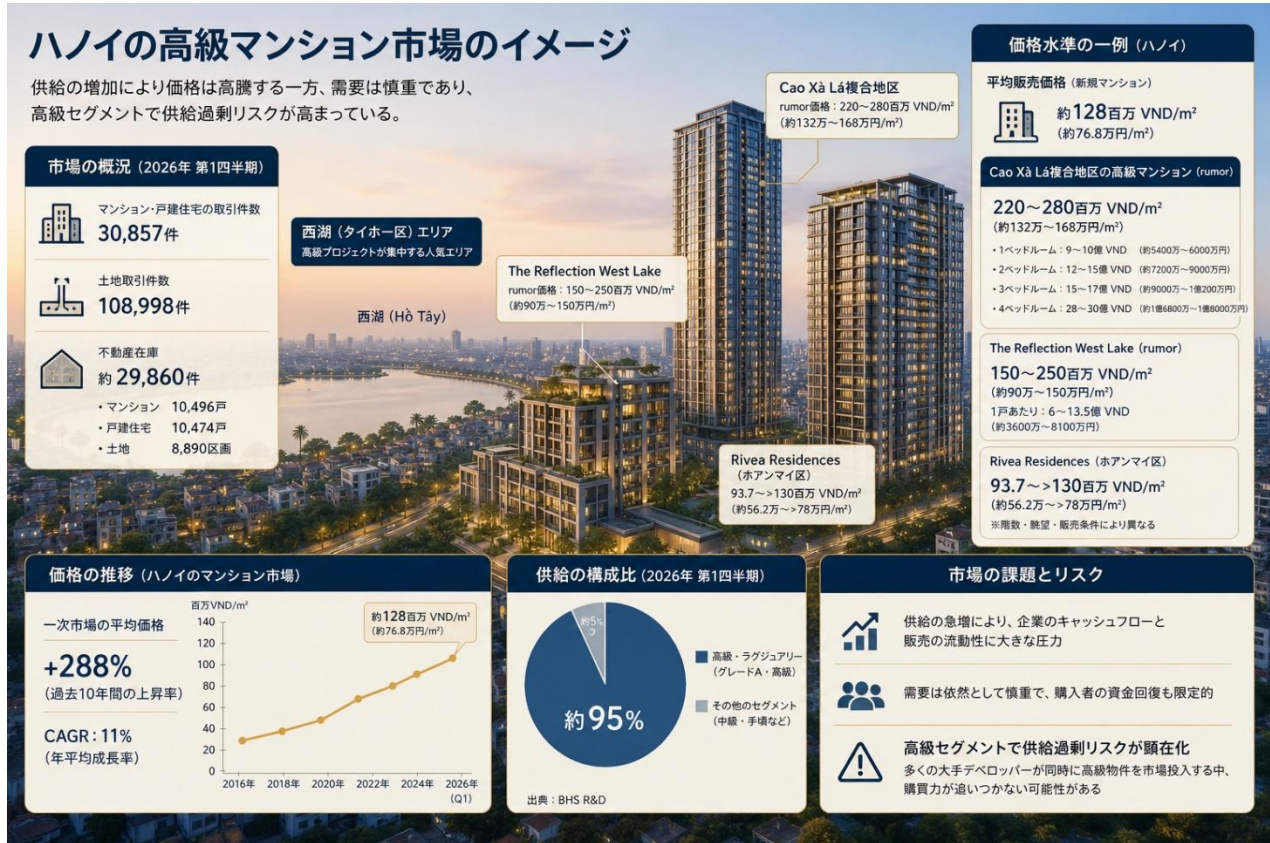 ハノイの高級マンション市場のイメージ
供給の増加により価格は高騰する一方、需要は慎重であり、
高級セグメントで供給過剰リスクが高まっている。
市場の概況（2026年 第1四半期）
マンション・戸建住宅の取引件数
30,857件
土地取引件数
108,998件
不動産在庫
約 29,860件
・マンション 10,496戸
・戸建住宅 10,474戸
・土地 8,890区画
西湖（タイホー区）エリア
高級プロジェクトが集中する人気エリア
西湖（Hồ Tây）
The Reflection West Lake
rumor価格：150～250百万 VND/m²
（約90万～150万円/m²）
Cao Xà Lá複合地区
rumor価格：220～280百万 VND/m²
（約132万～168万円/m²）
Rivea Residences
（ホアンマイ区）
93.7～>130百万 VND/m²
（約56.2万～>78万円/m²）
価格水準の一例（ハノイ）
平均販売価格（新規マンション）
約128百万 VND/m²
（約76.8万円/m²）
Cao Xà Lá複合地区の高級マンション（rumor）
220～280百万 VND/m²
（約132万～168万円/m²）
・1ベッドルーム：9～10億 VND （約5400万～6000万円）
・2ベッドルーム：12～15億 VND （約7200万～9000万円）
・3ベッドルーム：15～17億 VND （約9000万～1億200万円）
・4ベッドルーム：28～30億 VND （約1億6800万～1億8000万円）
The Reflection West Lake（rumor）
150～250百万 VND/m²
（約90万～150万円/m²）
1戸あたり：6～13.5億 VND
（約3600万～8100万円）
Rivea Residences（ホアンマイ区）
93.7～>130百万 VND/m²
（約56.2万～>78万円/m²）
※階数・眺望・販売条件により異なる
価格の推移（ハノイのマンション市場）
一次市場の平均価格
+288%
（過去10年間の上昇率）
CAGR：11%
（年平均成長率）
百万VND/m²
140
120
100
80
60
40
20
0
2016年 2018年 2020年 2022年 2024年 2026年
（Q1）
約128百万 VND/m²
（約76.8万円/m²）
供給の構成比（2026年 第1四半期）
約5%
約95%
高級・ラグジュアリー
（グレードA・高級）
その他のセグメント
（中級・手頃など）
出典：BHS R&D
市場の課題とリスク
供給の急増により、企業のキャッシュフローと
販売の流動性に大きな圧力
需要は依然として慎重で、購入者の資金回復も限定的
高級セグメントで供給過剰リスクが顕在化
多くの大手デベロッパーが同時に高級物件を市場投入する中、
購買力が追いつかない可能性がある